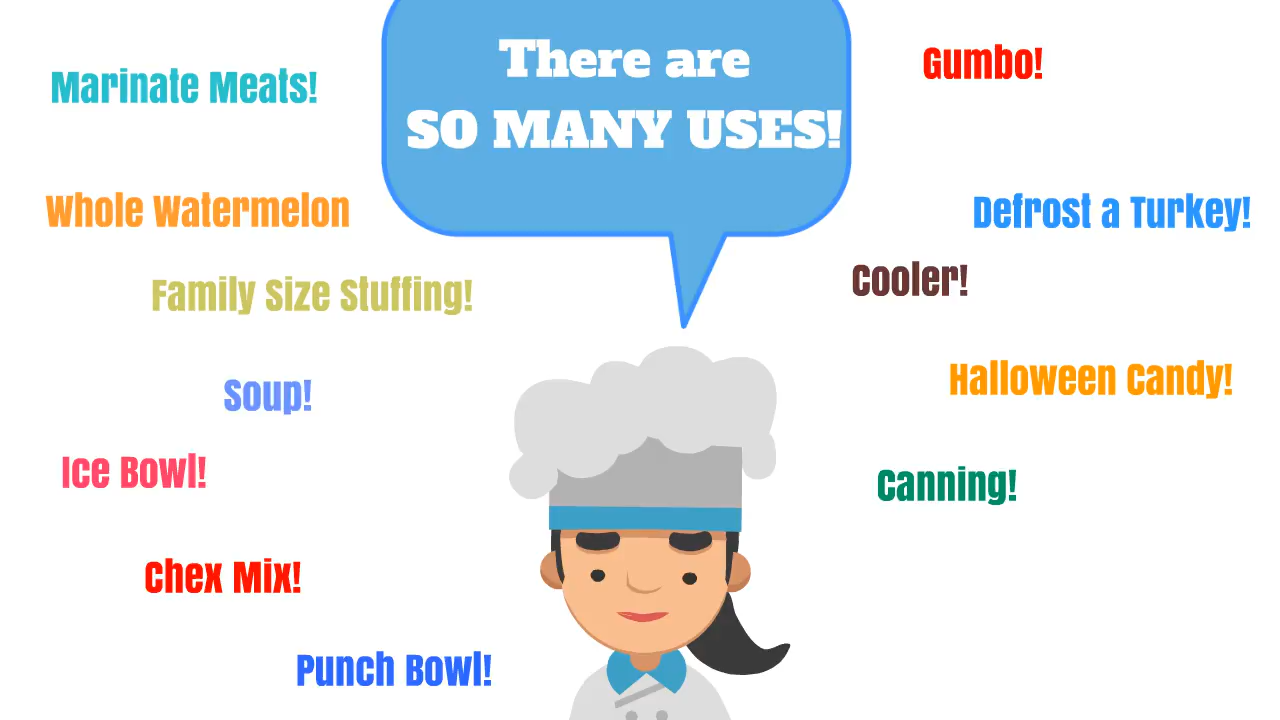 There are
SO MANY USES!
Marinate Meats!
Whole Watermelon
Family Size Stuffing!
Soup!
Ice Bowl!
Chex Mix!
Punch Bowl!
Gumbo!
Defrost a Turkey!
Cooler!
Halloween Candy!
Canning!